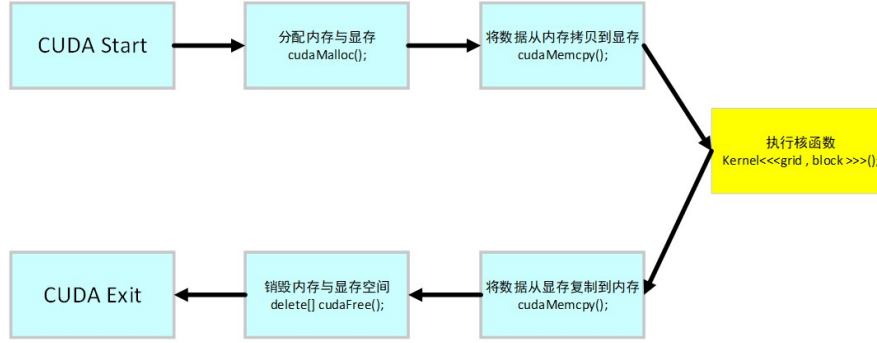 CUDA Start
分配内存与显存
cudaMalloc();
将数据从内存拷贝到显存
cudaMemcpy();
执行核函数
Kernel<<<grid , block >>>();
将数据从显存复制到内存
cudaMemcpy();
销毁内存与显存空间
delete[] cudaFree();
CUDA Exit